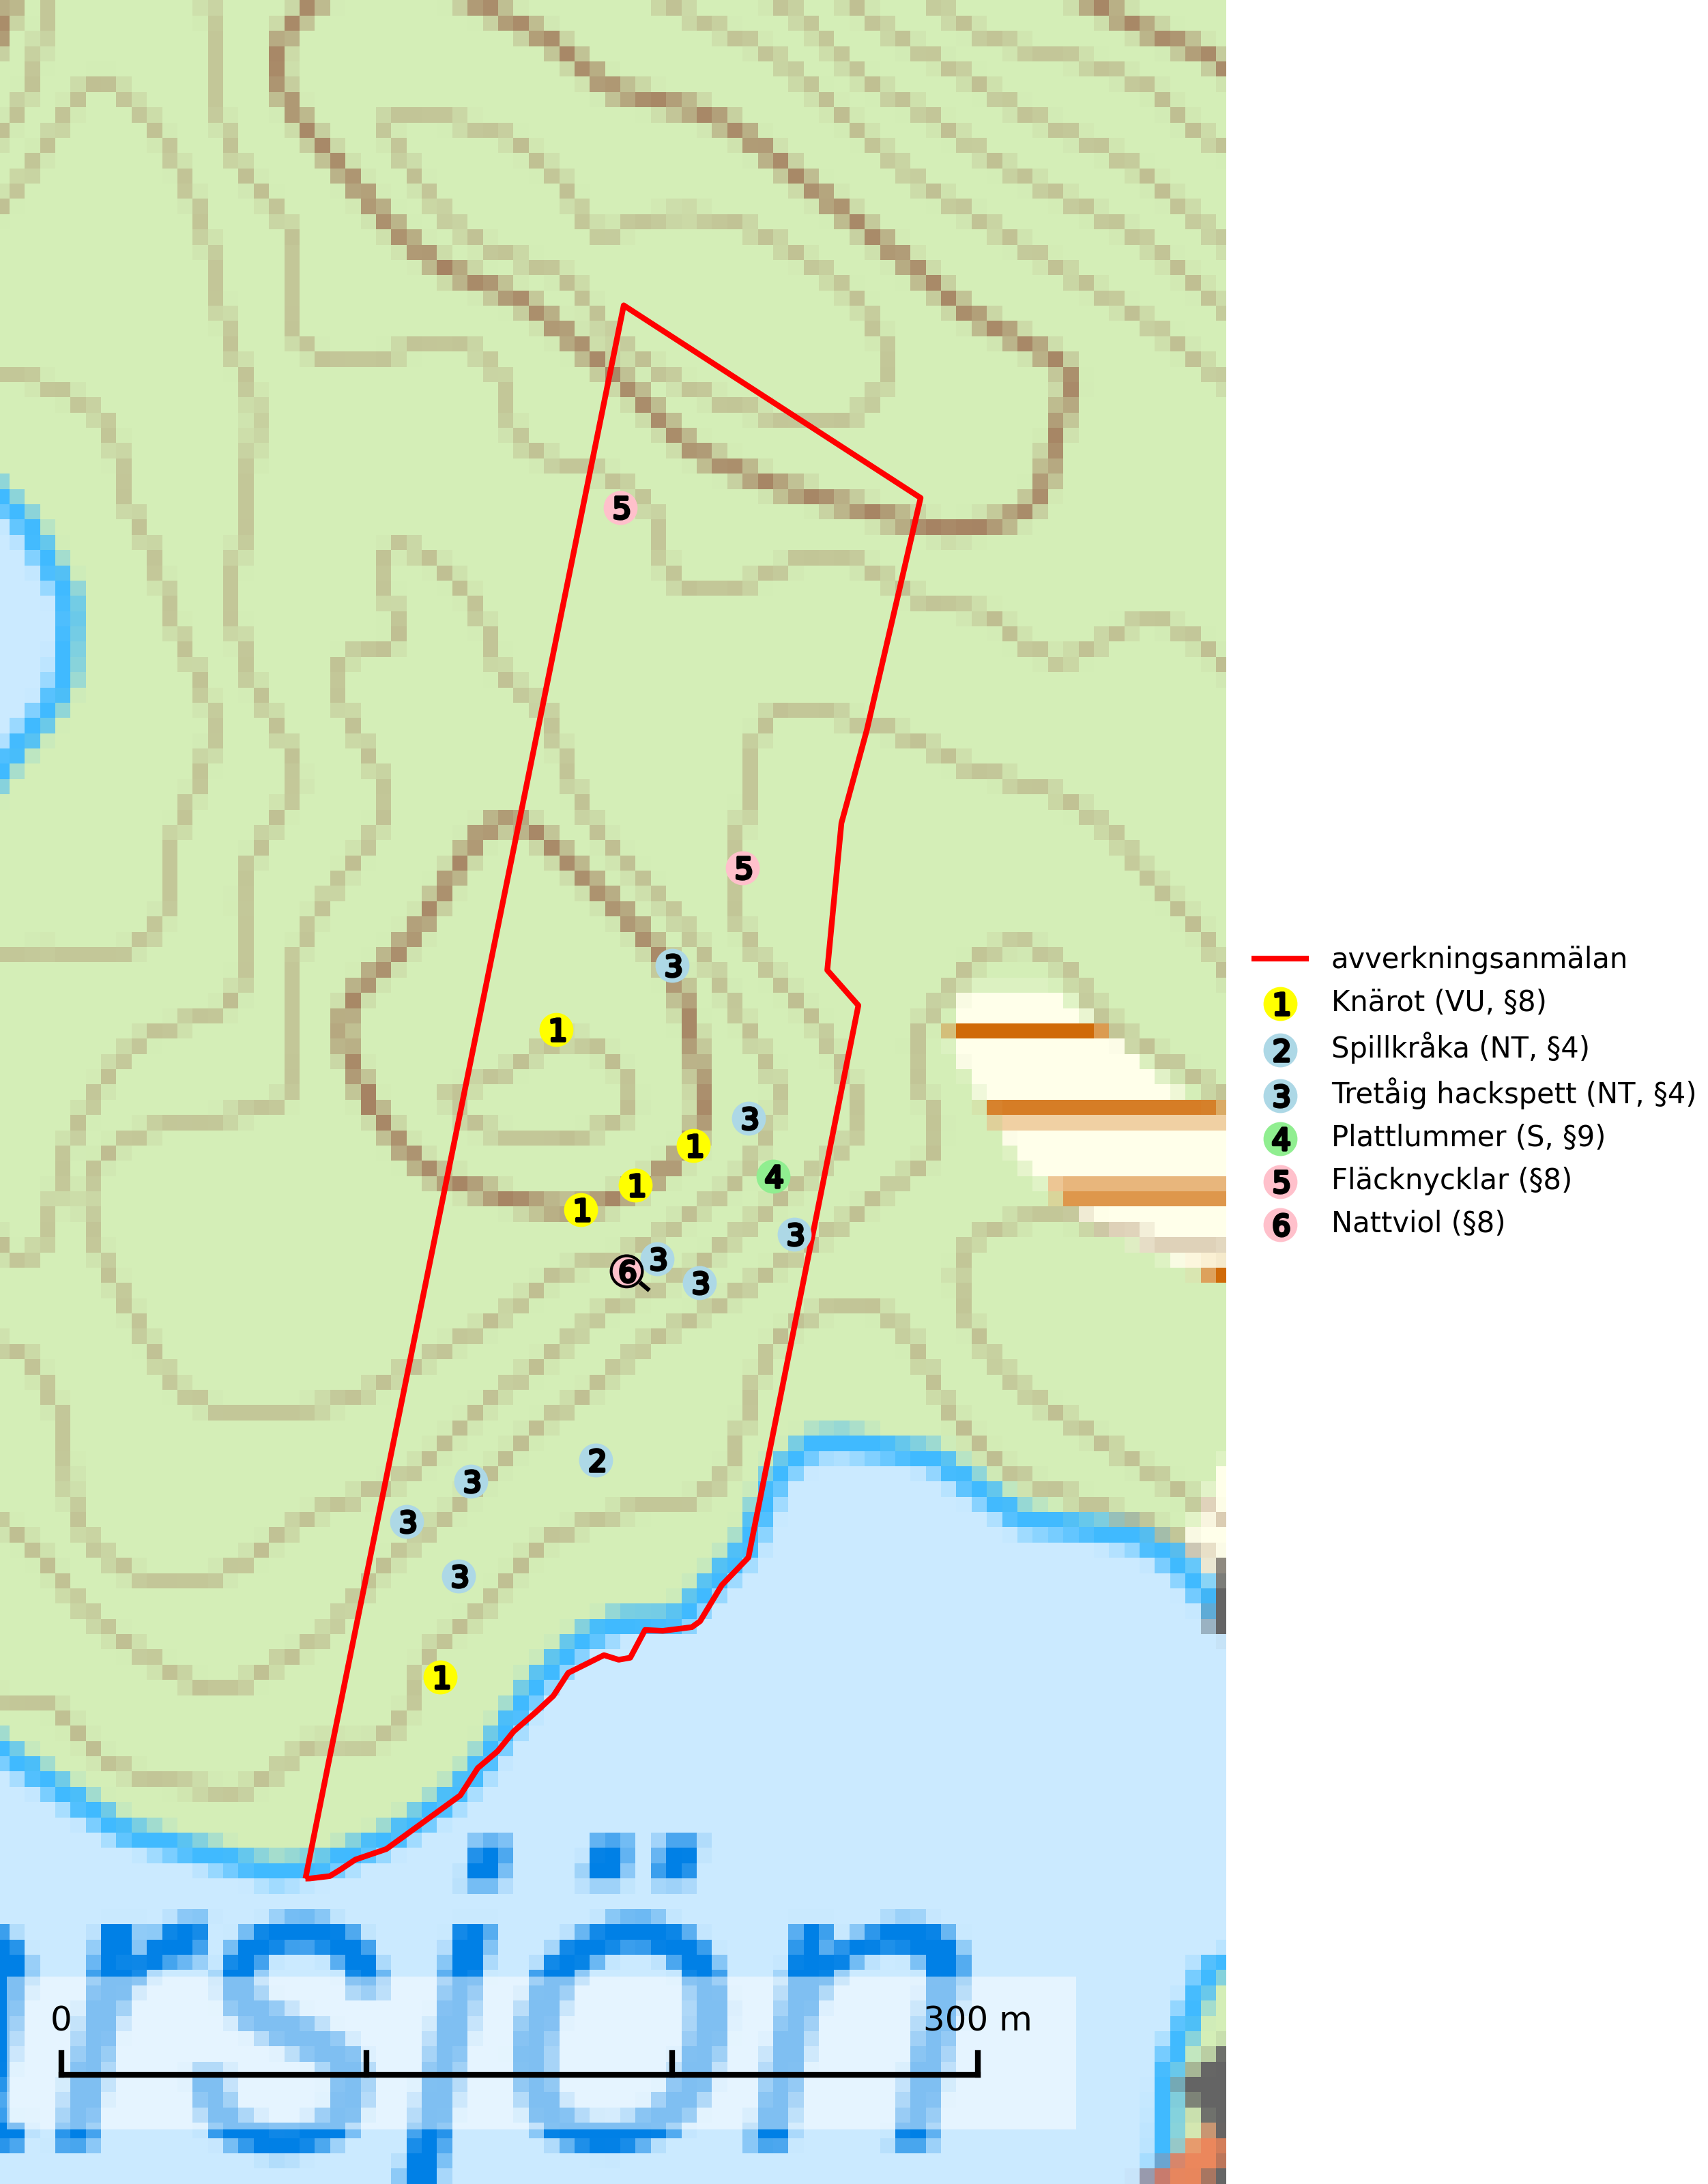 5
5
3
1
3
1
4
1
1
3
3
6
3
2
3
3
3
1
rsjön
0 300 m
avverkningsanmälan
1 Knärot (VU, §8)
2 Spillkråka (NT, §4)
3 Tretåig hackspett (NT, §4)
4 Plattlummer (S, §9)
5 Fläcknycklar (§8)
6 Nattviol (§8)